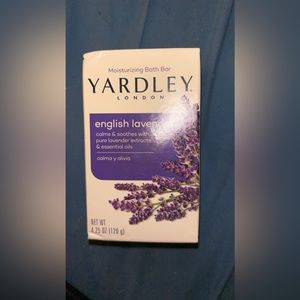 Moisturizing Bath Bar
YARDLEY
LONDON
english lavender
calms & soothes with
pure lavender extracts
& essential oils
calma y alivia
NET WT
4.25 oz (120 g)